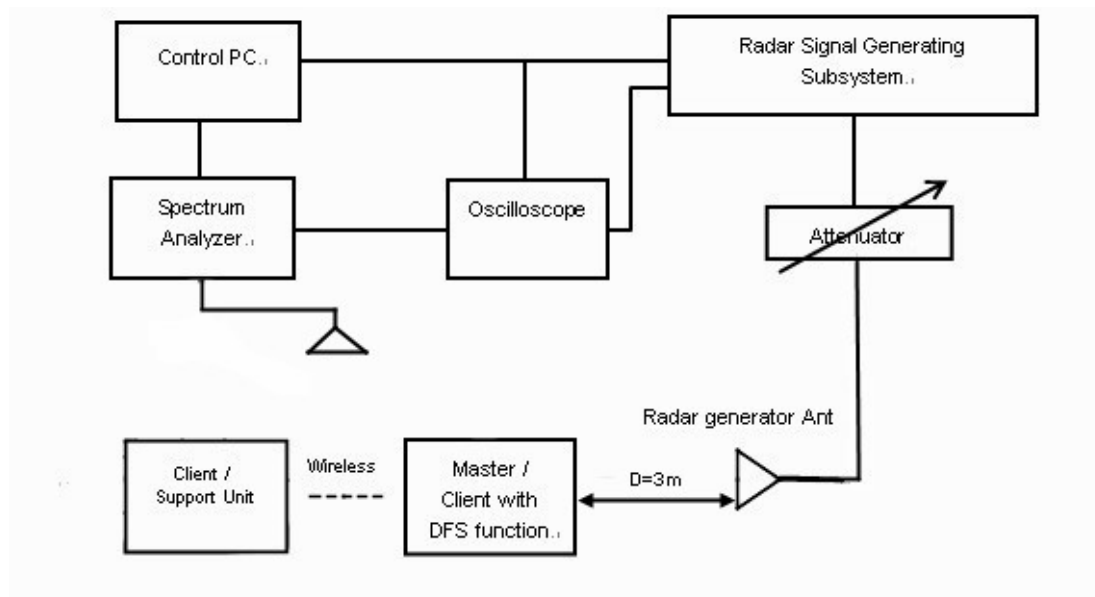 Control PC.
Radar Signal Generating
Subsystem.
Spectrum
Analyzer.
Oscilloscope
Attenuator
Radar generator Ant
Client /
Support Unit
Wireless
Master /
Client with
DFS function.
D=3m